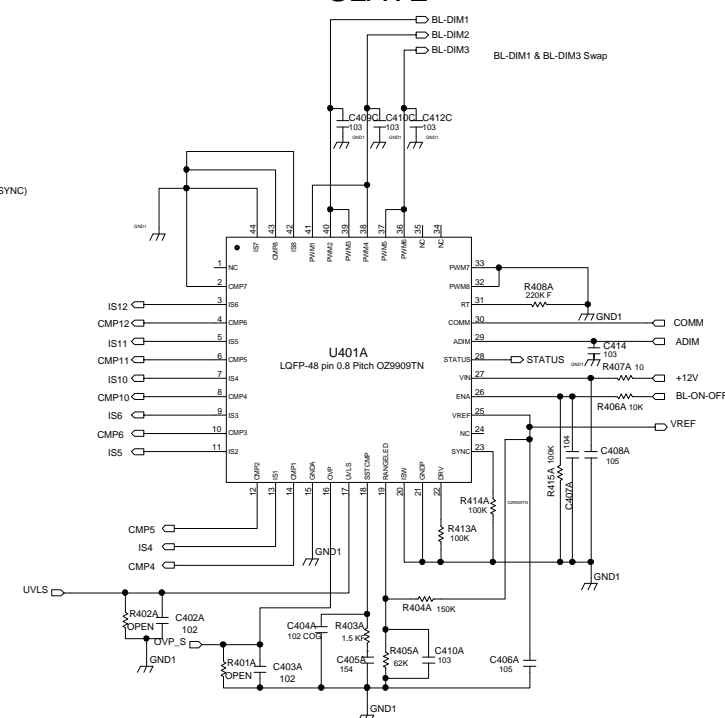 BL-DIM1
BL-DIM2
BL-DIM3
BL-DIM1 & BL-DIM3 Swap
C409C
103
GND1
C410C
103
GND1
C412C
103
GND1
SYNC)
GND1
44
43
42
41
40
39
38
37
36
35
34
IS7
CMP8
IS8
PWM1
PWM2
PWM3
PWM4
PWM5
PWM6
NC
NC
1 NC
2 CMP7
IS12 3 IS6
CMP12 4 CMP6
IS11 5 IS5
CMP11 6 CMP5
IS10 7 IS4
CMP10 8 CMP4
IS6 9 IS3
CMP6 10 CMP3
IS5 11 IS2
U401A
LQFP-48 pin 0.8 Pitch OZ9909TN
PWM7 33
PWM8 32
RT 31
COMM 30
ADIM 29
STATUS 28
VIN 27
ENA 26
VREF 25
NC 24
SYNC 23
R408A
220K F
GND1
COMM
ADIM
C414
103
GND1
STATUS
R407A 10
+12V
BL-ON-OFF
R406A 10K
VREF
R415A 100K
104
C407A
C408A
105
OZ9909TN
R414A
100K
GND1
CMP2
IS1
CMP1
GNDA
OVP
UVLS
SSTCMP
RANGELED
ISW
GNDP
DRV
12
13
14
15
16
17
18
19
20
21
22
CMP5
IS4
CMP4
GND1
R413A
100K
UVLS
R402A
OPEN
C402A
102
GND1
OVP_S
R401A
OPEN
C403A
102
C404A
102 COG
R403A
1.5 KF
C405A
154
R404A 150K
R405A
62K
C410A
103
C406A
105
GND1